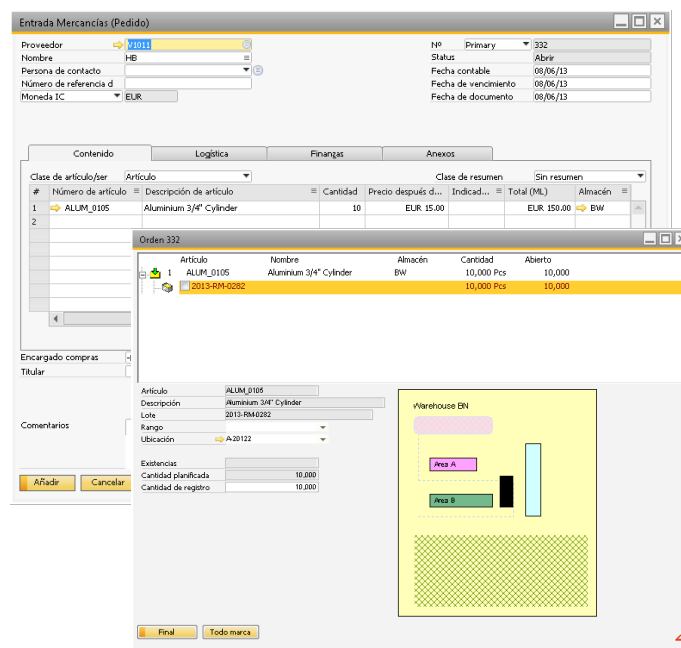 Entrada Mercancías (Pedido)
Proveedor V1011 Nº Primary 332
Nombre HB Status Abrir
Persona de contacto Fecha contable 08/06/13
Número de referencia d Fecha de vencimiento 08/06/13
Moneda IC EUR Fecha de documento 08/06/13
Contenido Logística Finanzas Anexos
Clase de artículo/ser Artículo Clase de resumen Sin resumen
# Número de artículo Descripción de artículo Cantidad Precio después d... Indicad... Total (ML) Almacén
1 ALUM_0105 Aluminium 3/4" Cylinder 10 EUR 15.00 EUR 150.00 BW
2
Orden 332
Artículo Nombre Almacén Cantidad Abierto
1 ALUM_0105 Aluminium 3/4" Cylinder BW 10,000 Pcs 10,000
2013-RM-0282 10,000 Pcs 10,000
Encargado compras
Titular
Comentarios
Añadir Cancelar
Artículo ALUM_0105
Descripción Aluminium 3/4" Cylinder
Lote 2013-RM-0282
Rango
Ubicación A-20122
Existencias
Cantidad planificada 10,000
Cantidad de registro 10,000
Warehouse BN
Area A
Area B
Final Todo marca